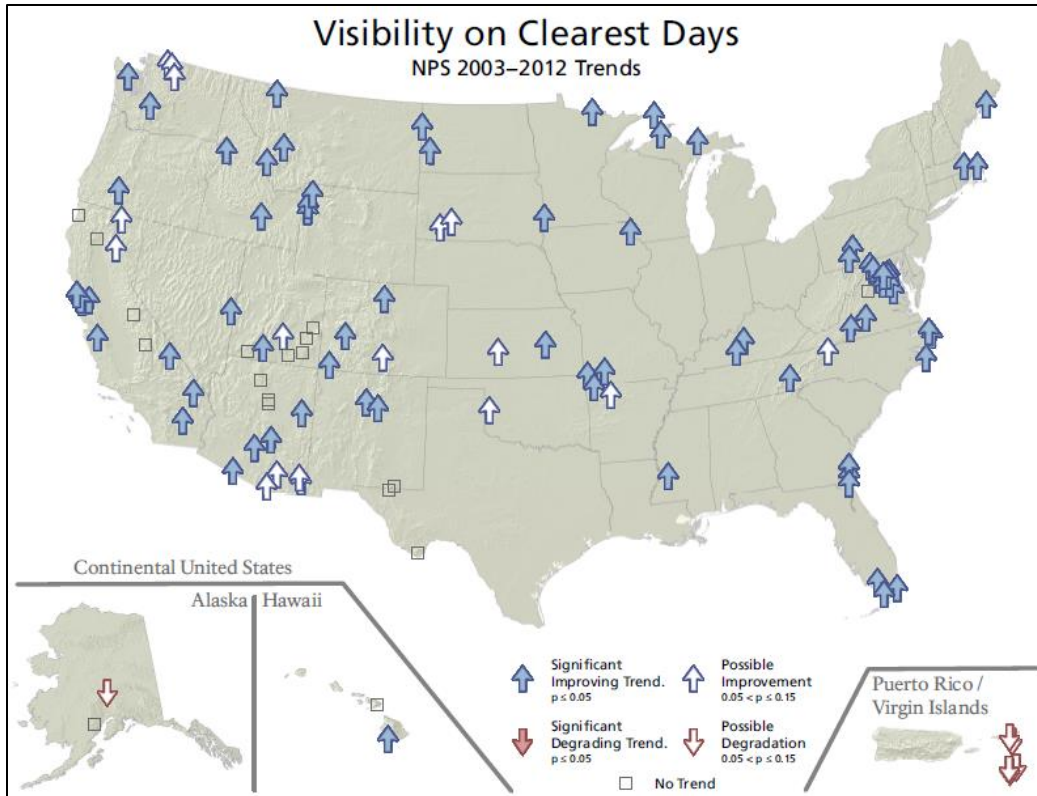 Visibility on Clearest Days
NPS 2003–2012 Trends
Continental United States
Alaska
Hawaii
Significant
Improving Trend.
p ≤ 0.05
Possible
Improvement
0.05 < p ≤ 0.15
Significant
Degrading Trend.
p ≤ 0.05
Possible
Degradation
0.05 < p ≤ 0.15
No Trend
Puerto Rico /
Virgin Islands